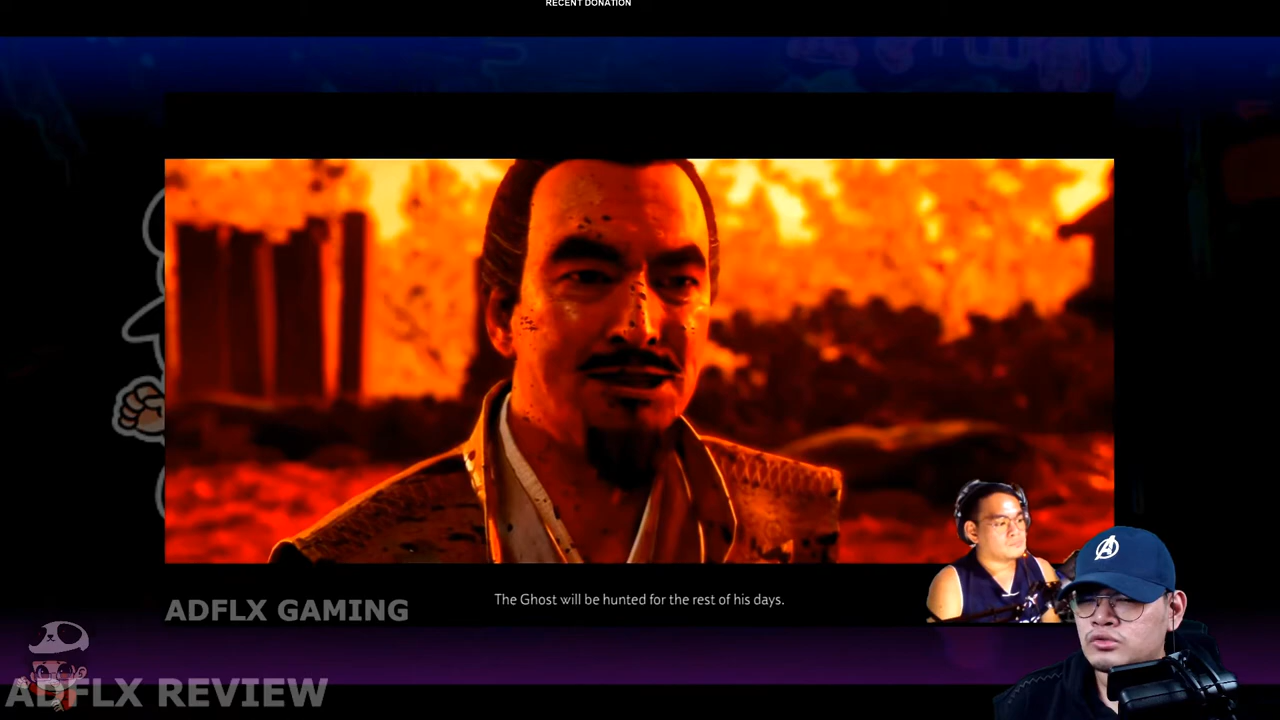 RECENT DONATION
The Ghost will be hunted for the rest of his days.
ADFLX GAMING
ADFLX REVIEW